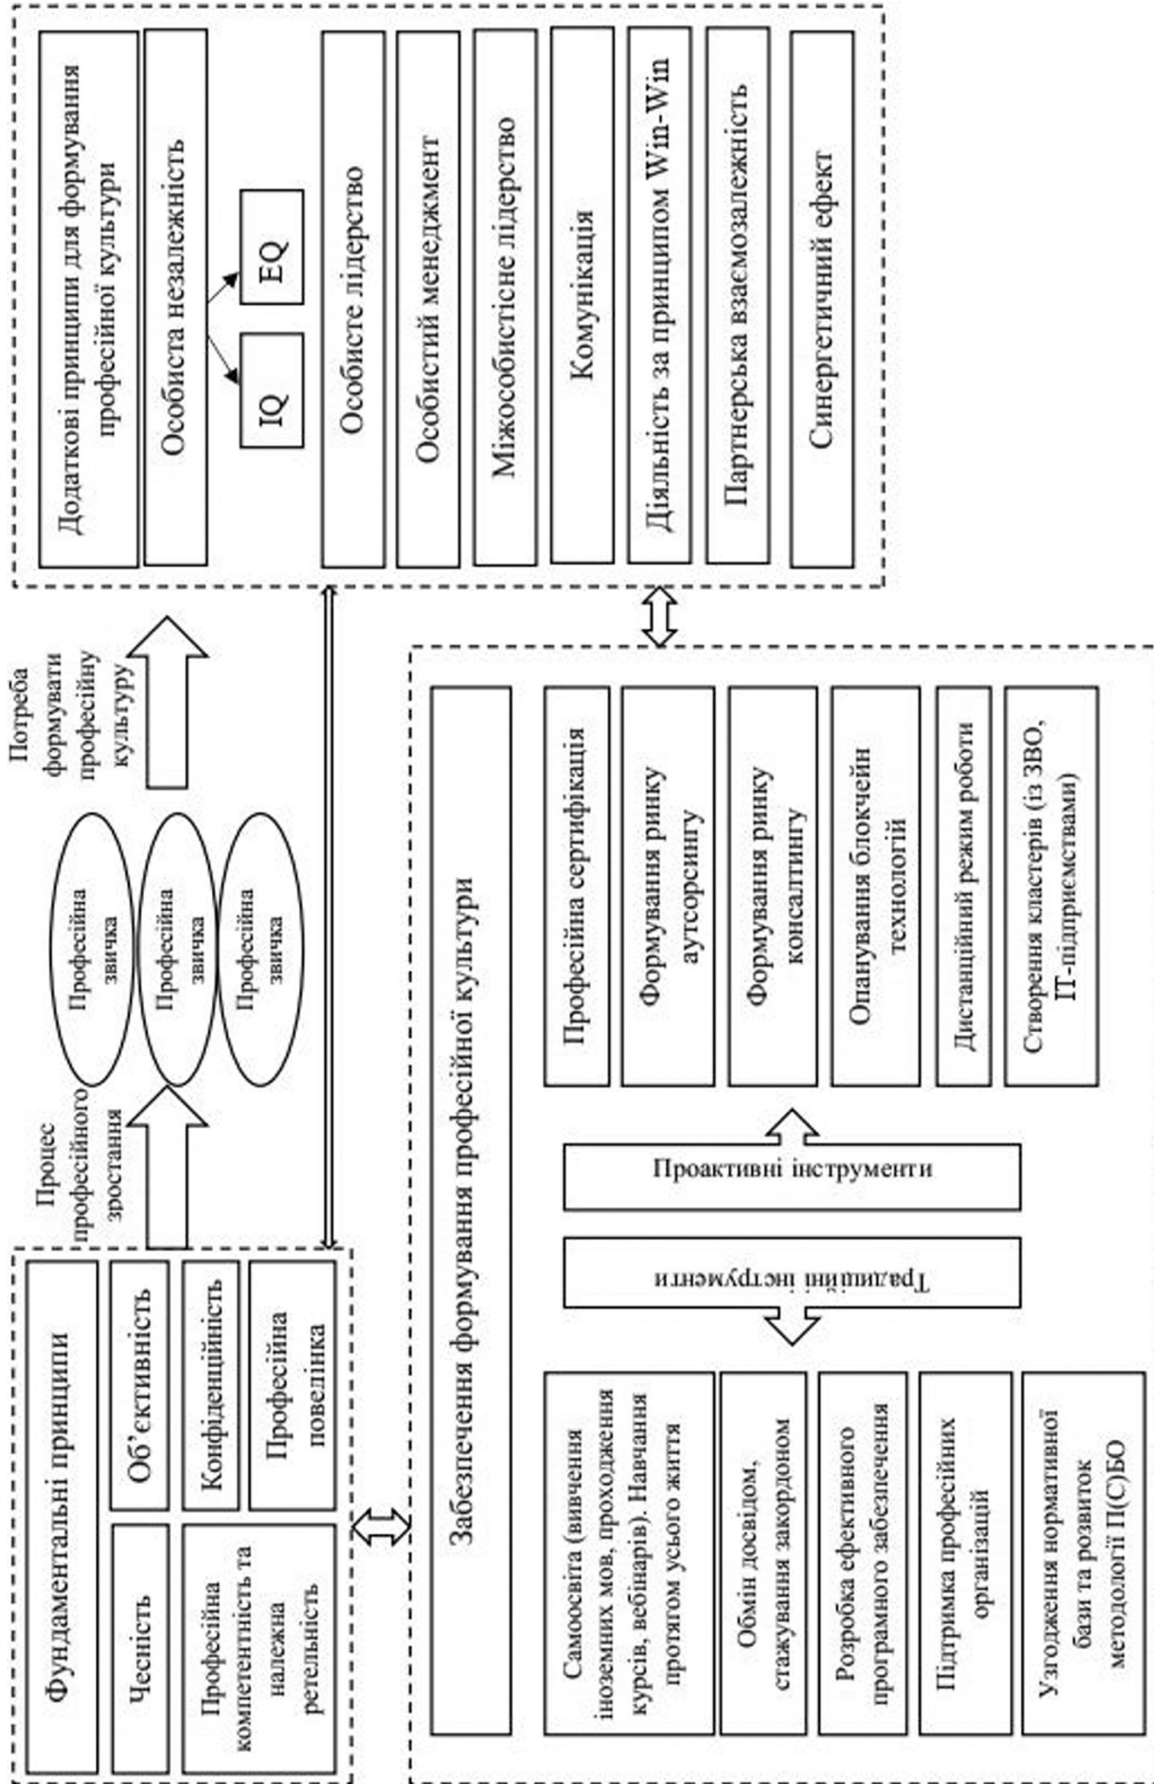 Фундаментальні принципи
Чесність
Об’єктивність
Професійна
компетентність та
належна
ретельність
Конфіденційність
Професійна
поведінка
Процес
професійного
зростання
Професійна
звичка
Професійна
звичка
Професійна
звичка
Потреба
формувати
професійну
культуру
Додаткові принципи для формування
професійної культури
Особиста незалежність
IQ
EQ
Особисте лідерство
Особистий менеджмент
Міжособистісне лідерство
Комунікація
Діяльність за принципом Win-Win
Партнерська взаємозалежність
Синергетичний ефект
Забезпечення формування професійної культури
Самоосвіта (вивчення
іноземних мов, проходження
курсів, вебінарів). Навчання
протягом усього життя
Обмін досвідом,
стажування закордоном
Розробка ефективного
програмного забезпечення
Підтримка професійних
організацій
Узгодження нормативної
бази та розвиток
методології П(С)БО
Традиційні інструменти
Проактивні інструменти
Професійна сертифікація
Формування ринку
аутсорсингу
Формування ринку
консалтингу
Опанування блокчейн
технологій
Дистанційний режим роботи
Створення кластерів (із ЗВО,
ІТ-підприємствами)